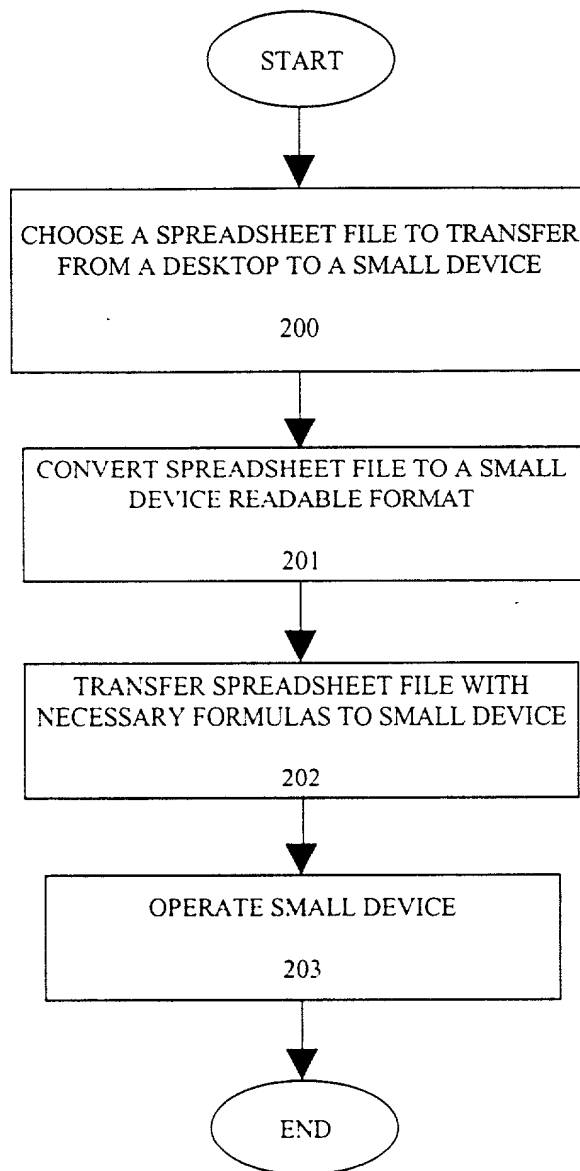 START
CHOOSE A SPREADSHEET FILE TO TRANSFER
FROM A DESKTOP TO A SMALL DEVICE
200
CONVERT SPREADSHEET FILE TO A SMALL
DEVICE READABLE FORMAT
201
TRANSFER SPREADSHEET FILE WITH
NECESSARY FORMULAS TO SMALL DEVICE
202
OPERATE SMALL DEVICE
203
END